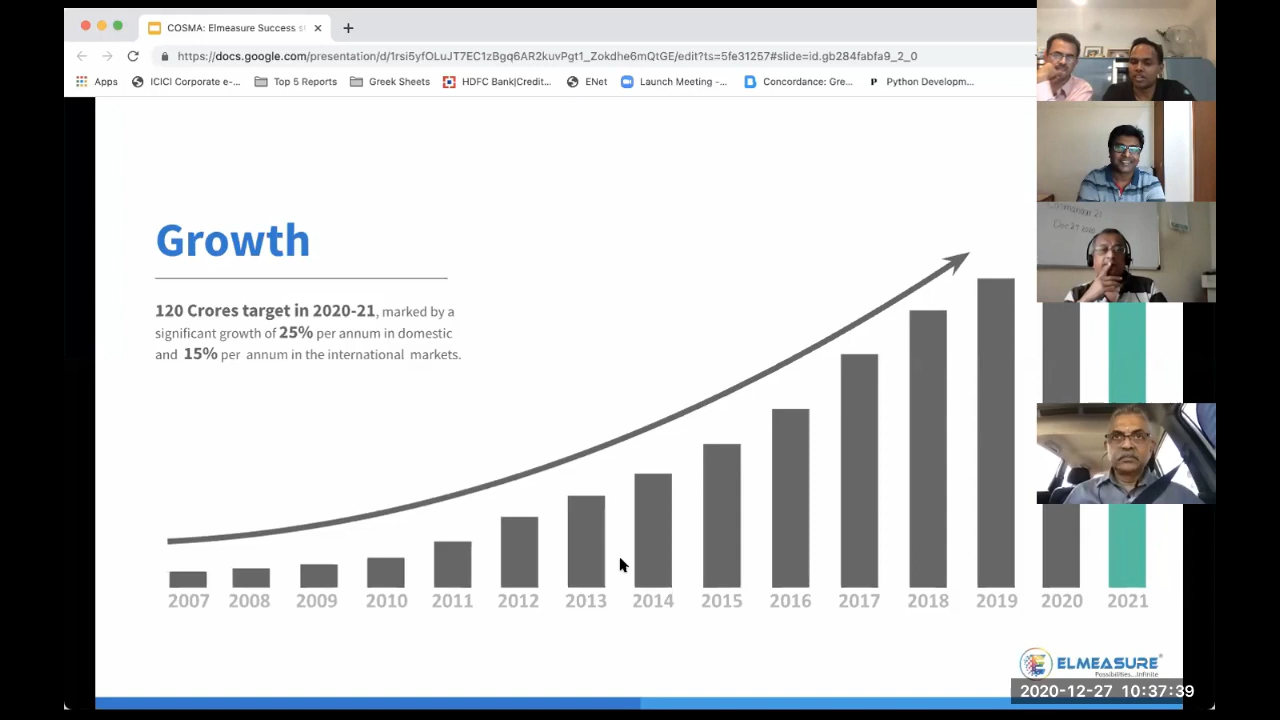 COSMA: Elmeasure Success s
https://docs.google.com/presentation/d/1rsi5yfOLuJT7EC1zBgq6AR2kuvPgt1_Zokdhe6mQtGE/edit?ts=5fe31257#slide=id.gb284fabfa9_2_0
Apps ICICI Corporate e-... Top 5 Reports Greek Sheets HDFC Bank|Credit... ENet Launch Meeting -... Concordance: Gre... Python Developm...
Growth
120 Crores target in 2020-21, marked by a
significant growth of 25% per annum in domestic
and 15% per annum in the international markets.
2007 2008 2009 2010 2011 2012 2013 2014 2015 2016 2017 2018 2019 2020 2021
ELMEASURE®
Possibilities...Infinite
2020-12-27 10:37:39